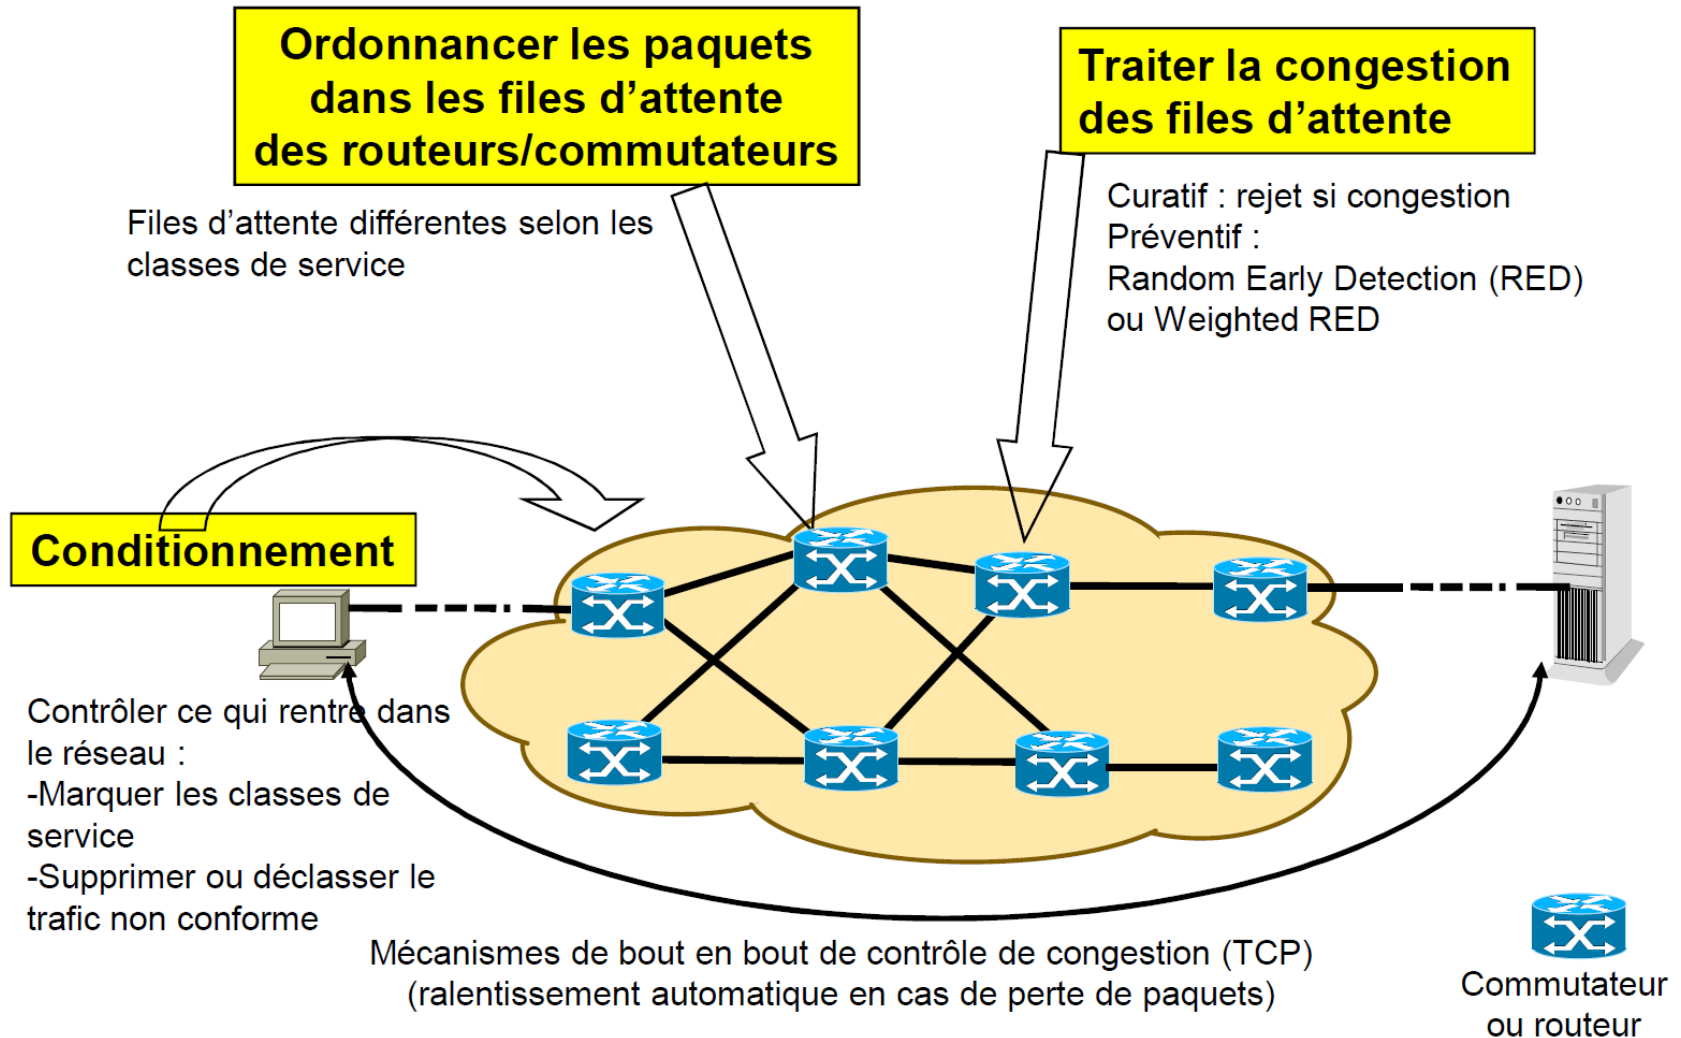 Ordonnancer les paquets
dans les files d'attente
des routeurs/commutateurs
Traiter la congestion
des files d'attente
Files d'attente différentes selon les
classes de service
Curatif : rejet si congestion
Préventif :
Random Early Detection (RED)
ou Weighted RED
Conditionnement
Contrôler ce qui rentre dans
le réseau :
-Marquer les classes de
service
-Supprimer ou déclasser le
trafic non conforme
Mécanismes de bout en bout de contrôle de congestion (TCP)
(ralentissement automatique en cas de perte de paquets)
Commutateur
ou routeur